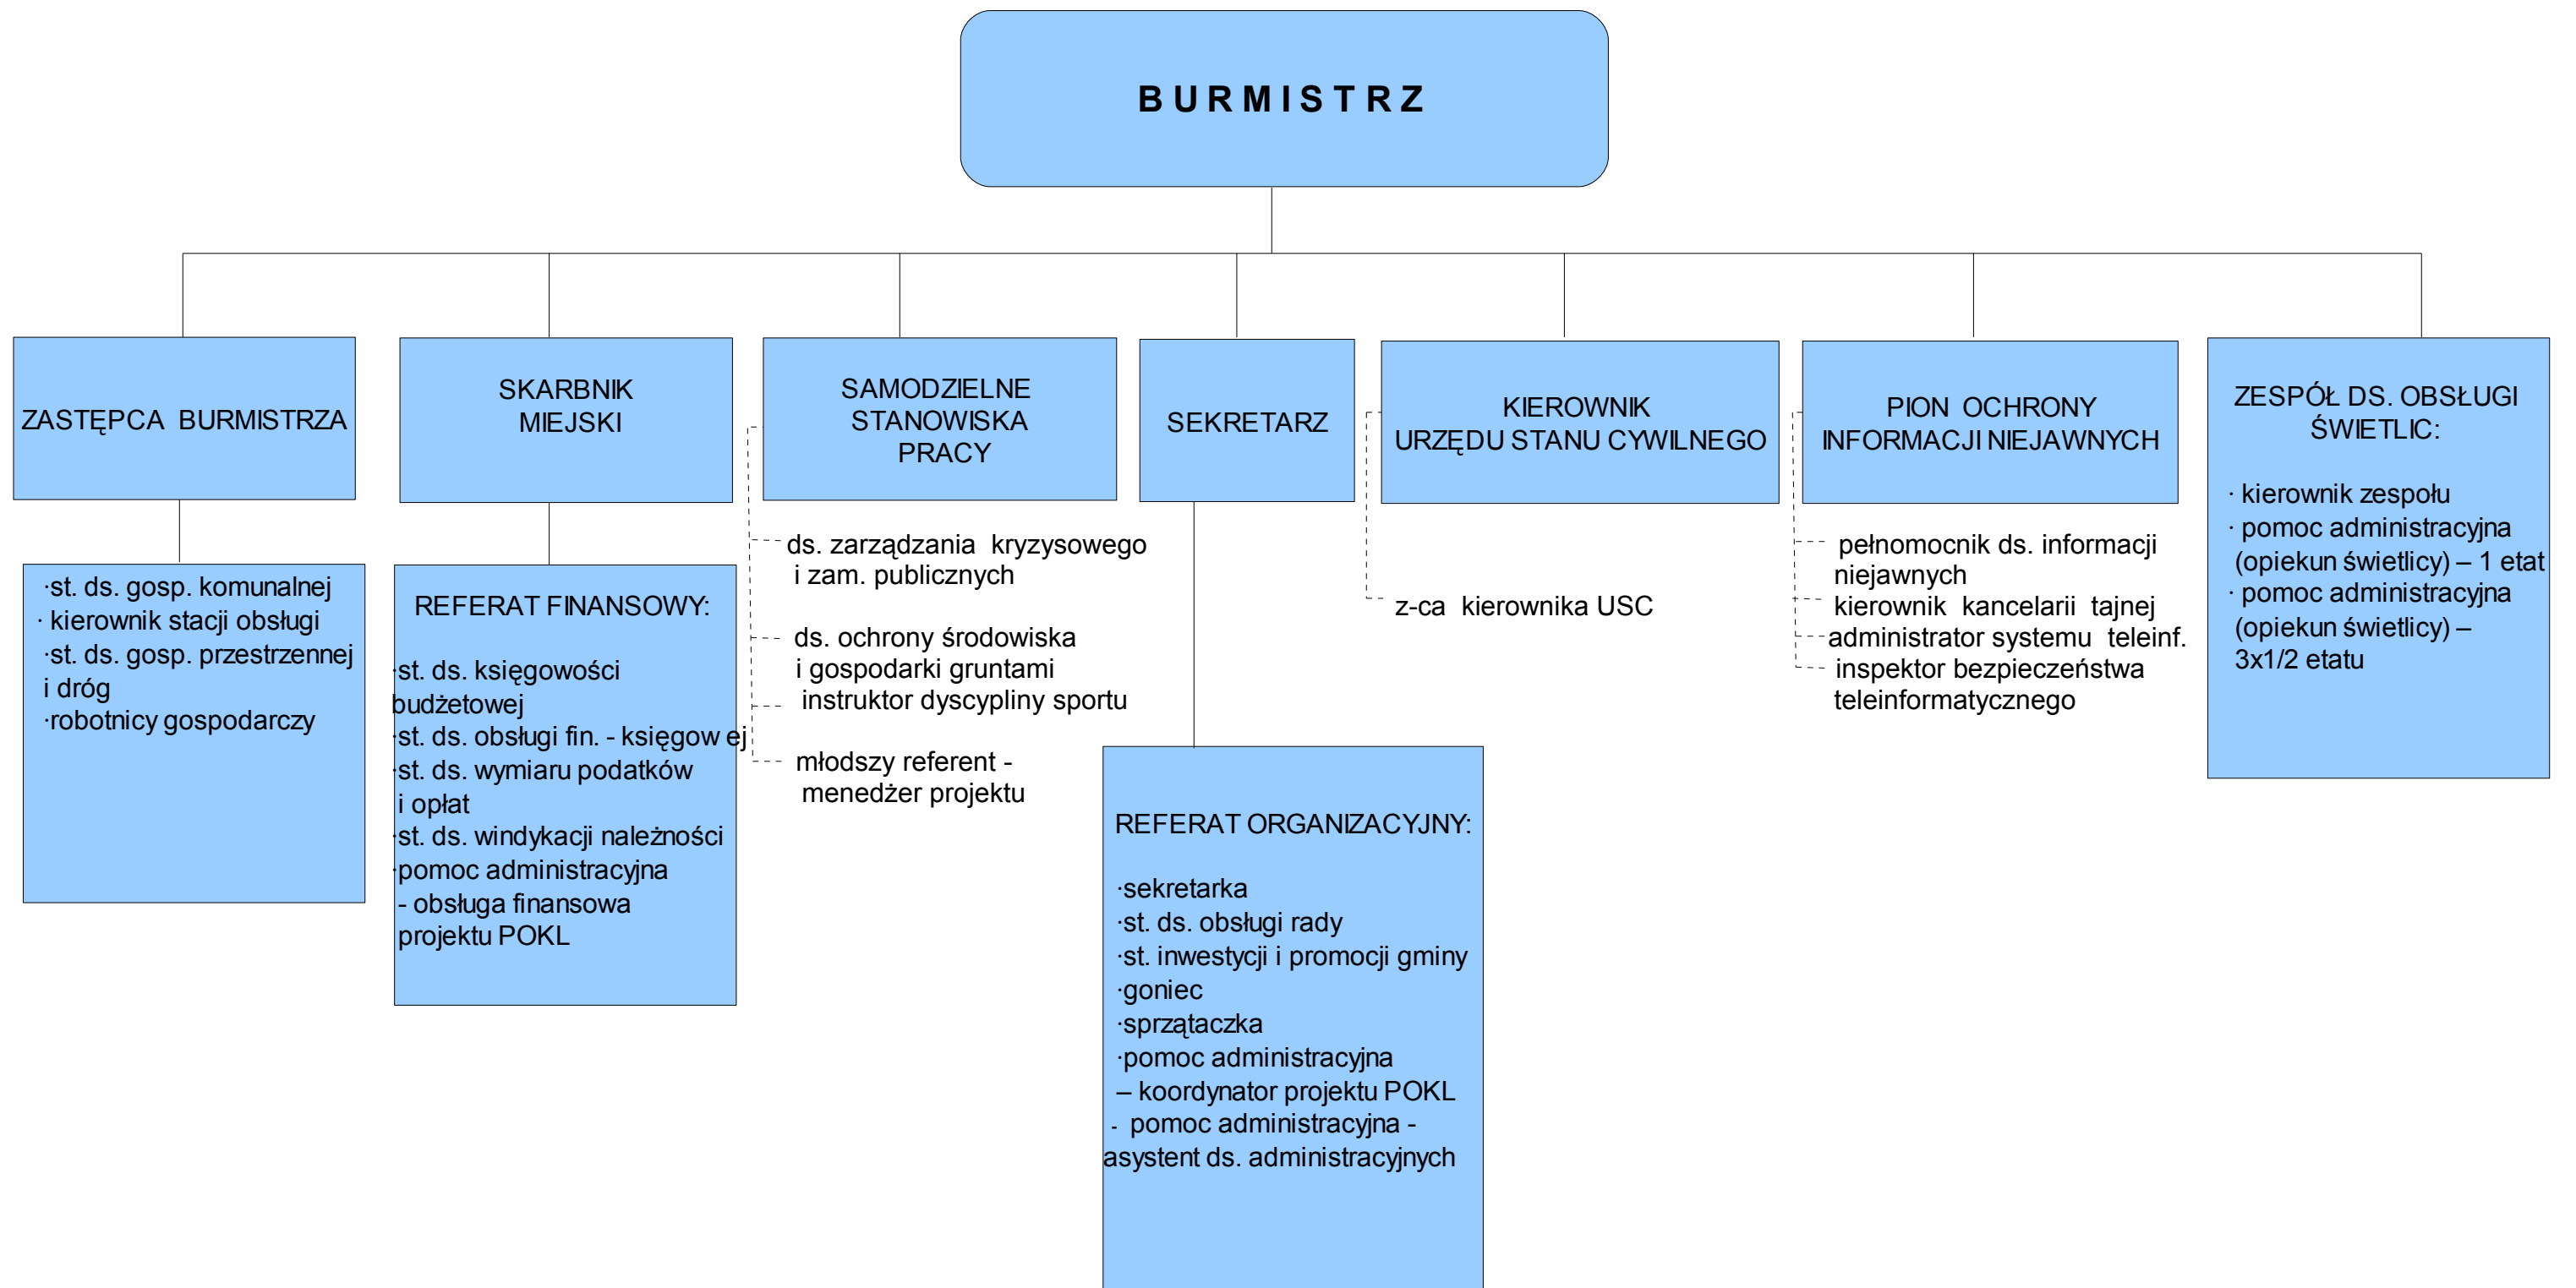 B U R M I S T R Z
ZASTĘPCA BURMISTRZA
·st. ds. gosp. komunalnej
· kierownik stacji obsługi
·st. ds. gosp. przestrzennej
i dróg
·robotnicy gospodarczy
SKARBNIK
MIEJSKI
REFERAT FINANSOWY:
·st. ds. księgowości
budżetowej
·st. ds. obsługi fin. - księgow ej
·st. ds. wymiaru podatków
i opłat
·st. ds. windykacji należności
·pomoc administracyjna
- obsługa finansowa
projektu POKL
SAMODZIELNE
STANOWISKA
PRACY
ds. zarządzania kryzysowego
i zam. publicznych
ds. ochrony środowiska
i gospodarki gruntami
instruktor dyscypliny sportu
młodszy referent -
menedżer projektu
SEKRETARZ
REFERAT ORGANIZACYJNY:
·sekretarka
·st. ds. obsługi rady
·st. inwestycji i promocji gminy
·goniec
·sprzątaczka
·pomoc administracyjna
– koordynator projektu POKL
- pomoc administracyjna -
asystent ds. administracyjnych
KIEROWNIK
URZĘDU STANU CYWILNEGO
z-ca kierownika USC
PION OCHRONY
INFORMACJI NIEJAWNYCH
pełnomocnik ds. informacji
niejawnych
kierownik kancelarii tajnej
administrator systemu teleinf.
inspektor bezpieczeństwa
teleinformatycznego
ZESPÓŁ DS. OBSŁUGI
ŚWIETLIC:
· kierownik zespołu
· pomoc administracyjna
(opiekun świetlicy) – 1 etat
· pomoc administracyjna
(opiekun świetlicy) –
3x1/2 etatu